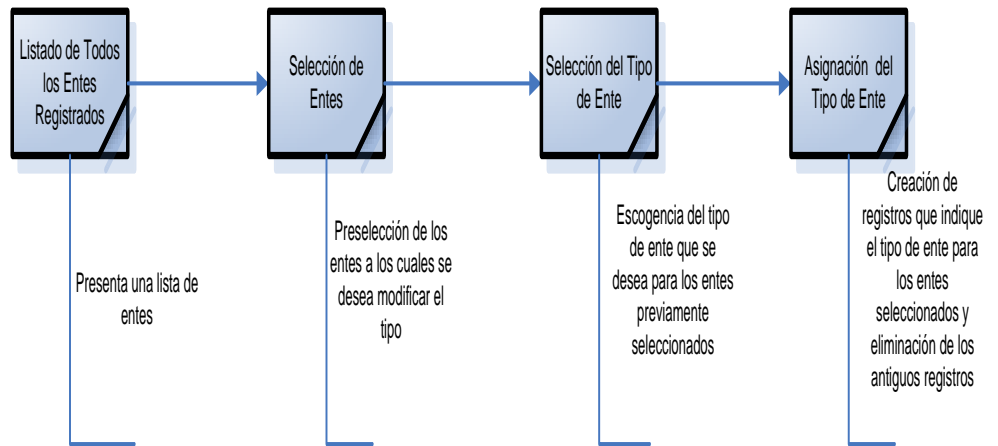 Listado de Todos
los Entes
Registrados
Selección de
Entes
Selección del Tipo
de Ente
Asignación del
Tipo de Ente
Presenta una lista de
entes
Preselección de los
entes a los cuales se
desea modificar el
tipo
Escogencia del tipo
de ente que se
desea para los entes
previamente
seleccionados
Creación de
registros que indique
el tipo de ente para
los entes
seleccionados y
eliminación de los
antiguos registros